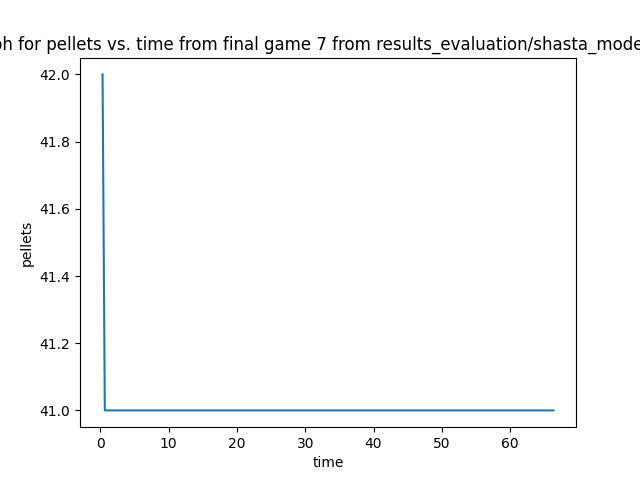 for pellets vs. time from final game 7 from results_evaluation/shasta_mode
42.0
41.8
41.6
41.4
41.2
41.0
pellets
0 10 20 30 40 50 60
time